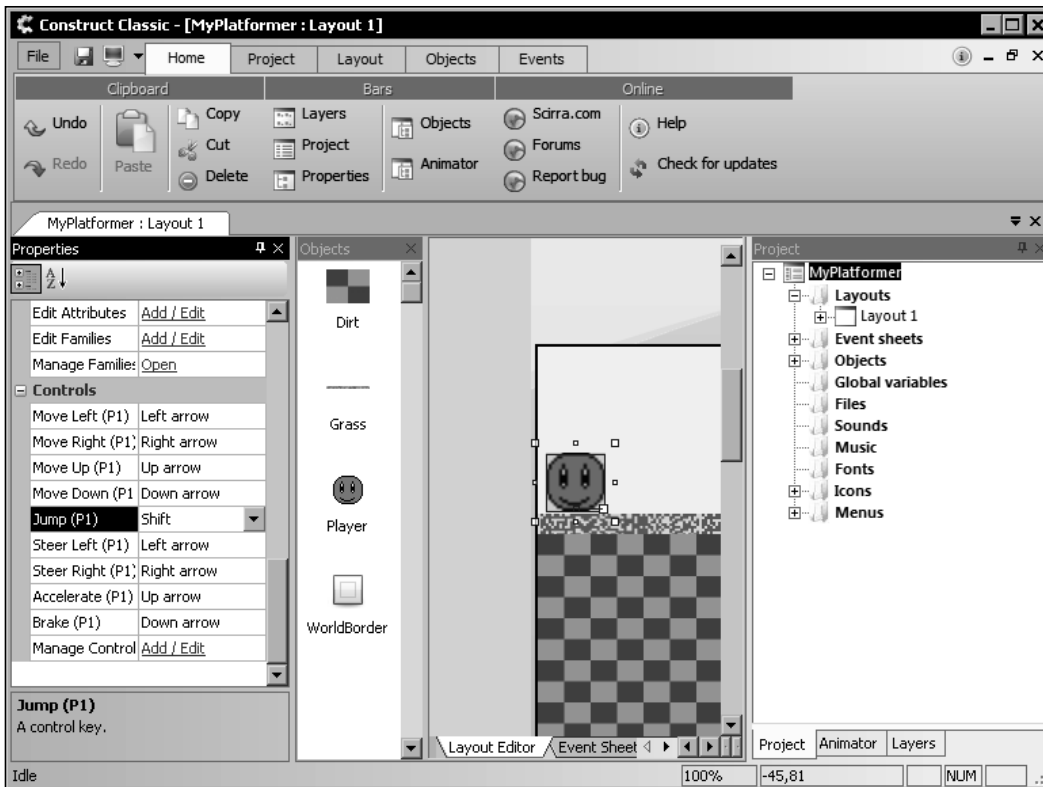 Construct Classic - [MyPlatformer : Layout 1]
File Home Project Layout Objects Events
Clipboard Bars Online
Undo
Redo
Paste
Copy
Cut
Delete
Layers
Project
Properties
Objects
Animator
Scirra.com
Forums
Report bug
Help
Check for updates
MyPlatformer : Layout 1
Properties
A
Z
Edit Attributes Add / Edit
Edit Families Add / Edit
Manage Families Open
Controls
Move Left (P1) Left arrow
Move Right (P1) Right arrow
Move Up (P1) Up arrow
Move Down (P1 Down arrow
Jump (P1) Shift
Steer Left (P1) Left arrow
Steer Right (P1) Right arrow
Accelerate (P1) Up arrow
Brake (P1) Down arrow
Manage Control Add / Edit
Jump (P1)
A control key.
Objects
Dirt
Grass
Player
WorldBorder
Layout Editor Event Sheet
Project
MyPlatformer
Layouts
Layout 1
Event sheets
Objects
Global variables
Files
Sounds
Music
Fonts
Icons
Menus
Project Animator Layers
Idle 100% -45,81 NUM